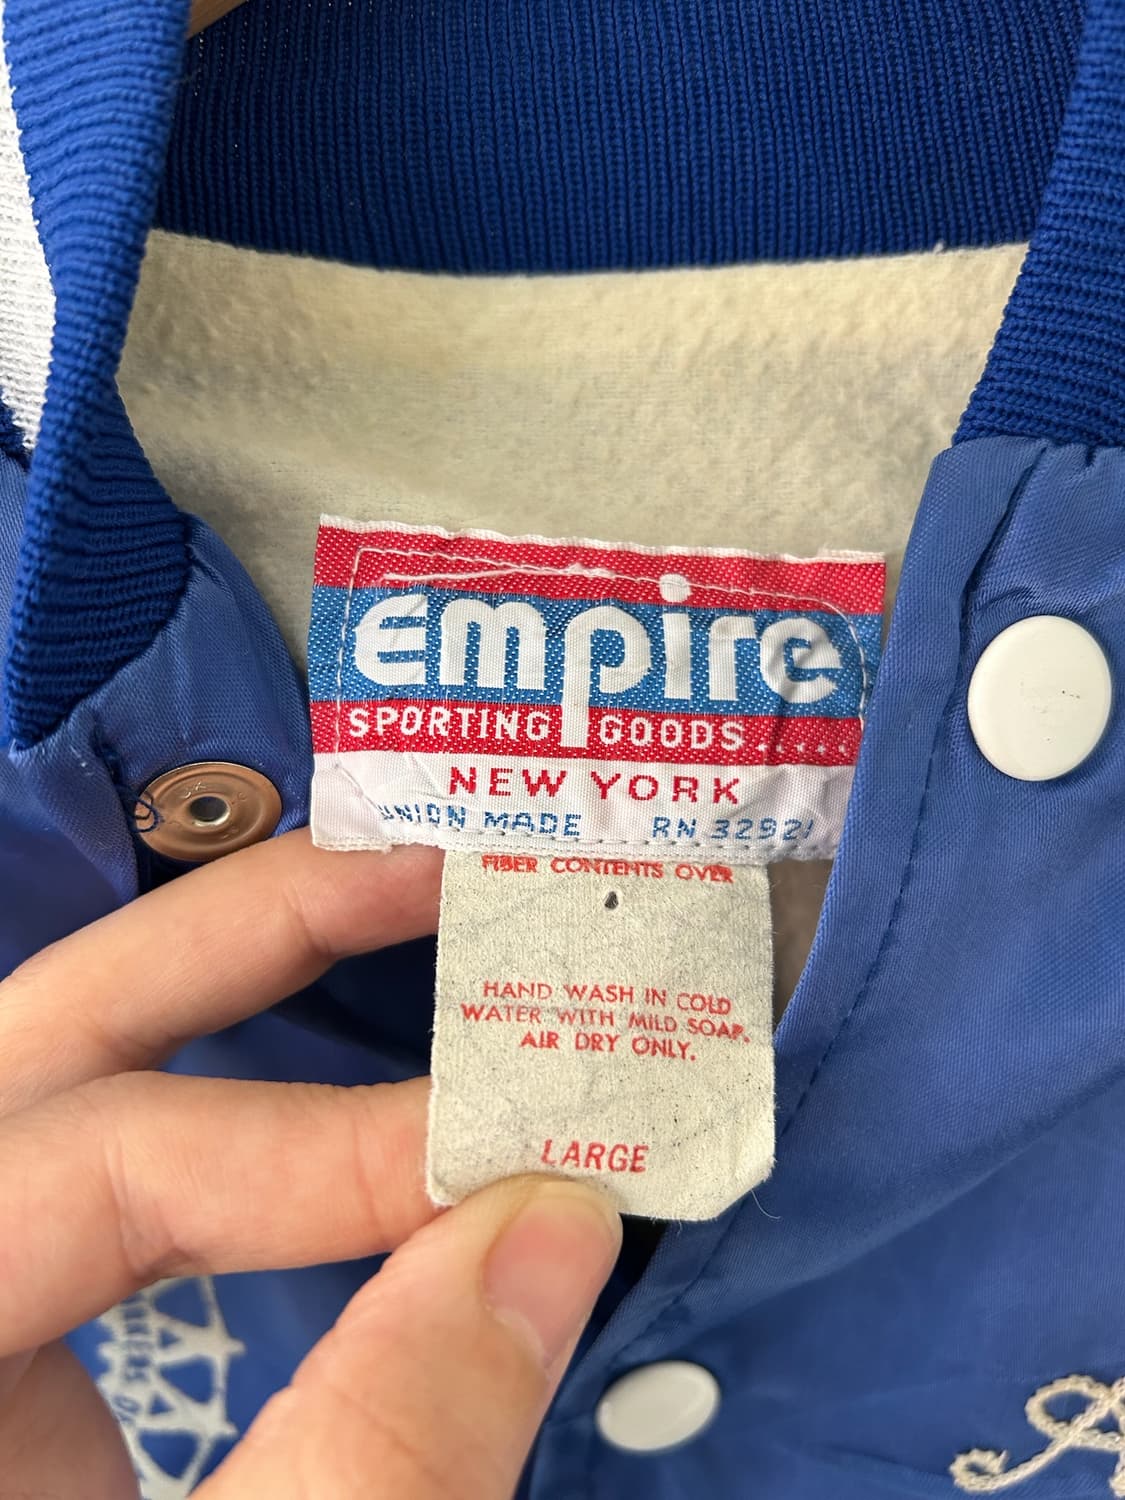 empire
SPORTING GOODS.....
NEW YORK
UNION MADE RN 32921
FIBER CONTENTS OVER
HAND WASH IN COLD
WATER WITH MILD SOAP.
AIR DRY ONLY.
LARGE